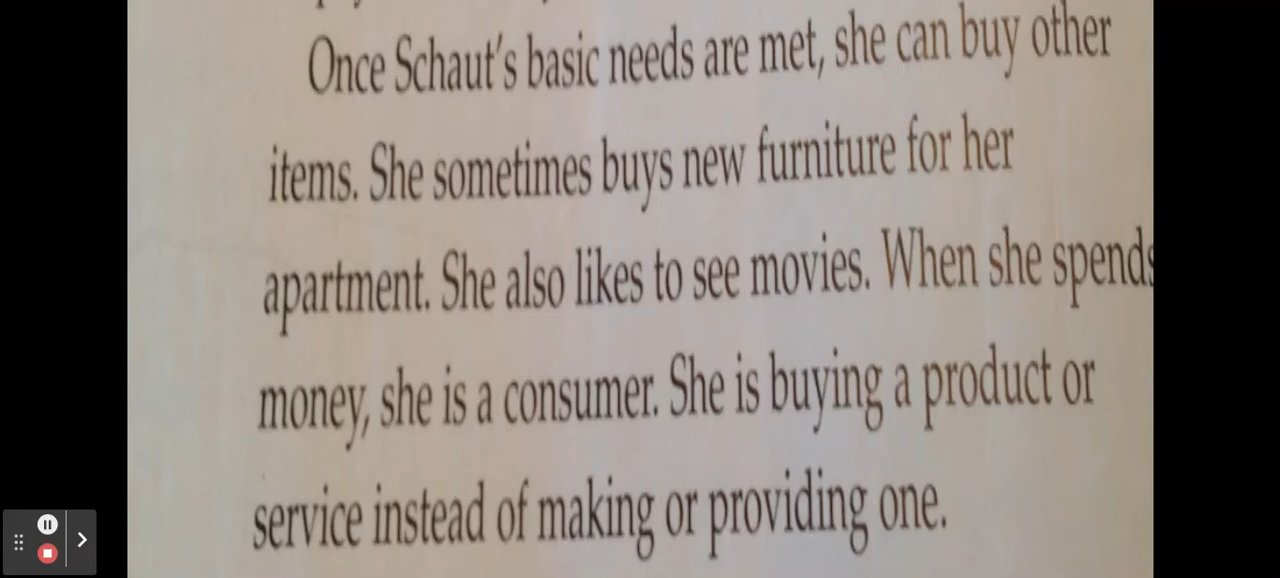 Once Schaut's basic needs are met, she can buy other
items. She sometimes buys new furniture for her
apartment. She also likes to see movies. When she spends
money, she is a consumer. She is buying a product or
service instead of making or providing one.